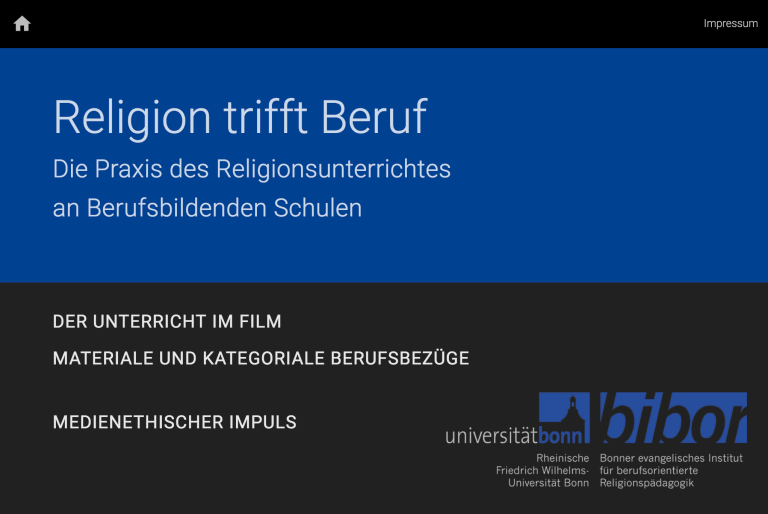 Impressum
Religion trifft Beruf
Die Praxis des Religionsunterrichtes
an Berufsbildenden Schulen
DER UNTERRICHT IM FILM
MATERIALE UND KATEGORIALE BERUFSBEZÜGE
MEDIENETHISCHER IMPULS
universitätbonn
Rheinische
Friedrich Wilhelms-
Universität Bonn
bibor
Bonner evangelisches Institut
für berufsorientierte
Religionspädagogik